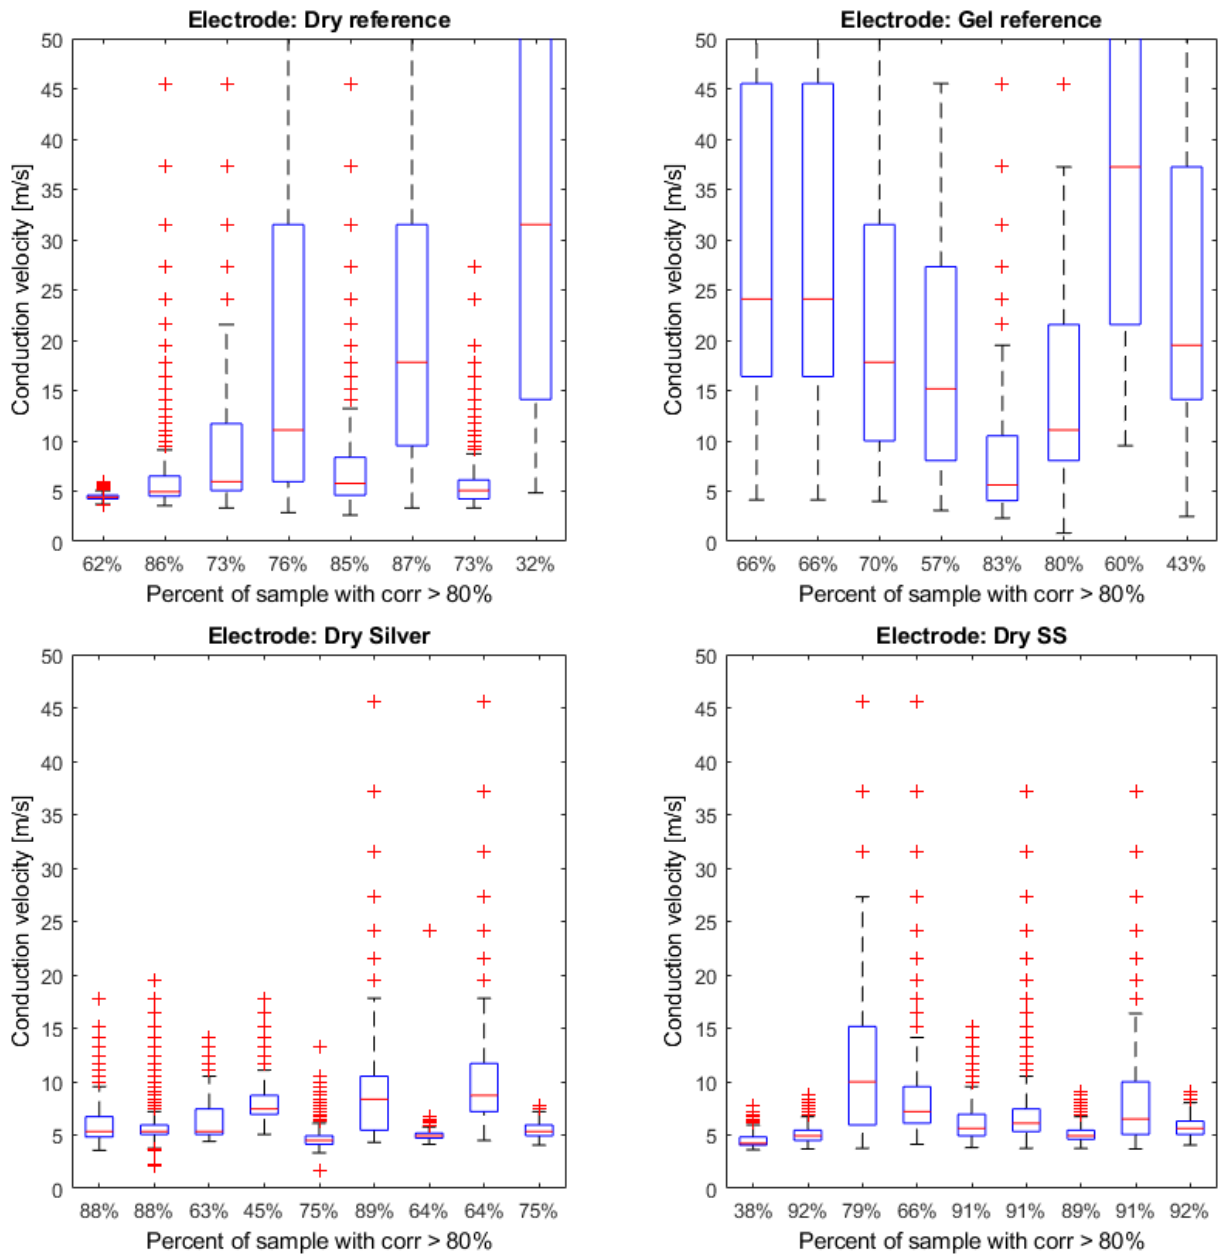 Electrode: Dry reference
50
45
40
35
30
25
20
15
10
5
0
Conduction velocity [m/s]
62% 86% 73% 76% 85% 87% 73% 32%
Percent of sample with corr > 80%
Electrode: Gel reference
50
45
40
35
30
25
20
15
10
5
0
Conduction velocity [m/s]
66% 66% 70% 57% 83% 80% 60% 43%
Percent of sample with corr > 80%
Electrode: Dry Silver
50
45
40
35
30
25
20
15
10
5
0
Conduction velocity [m/s]
88% 88% 63% 45% 75% 89% 64% 64% 75%
Percent of sample with corr > 80%
Electrode: Dry SS
50
45
40
35
30
25
20
15
10
5
0
Conduction velocity [m/s]
38% 92% 79% 66% 91% 91% 89% 91% 92%
Percent of sample with corr > 80%